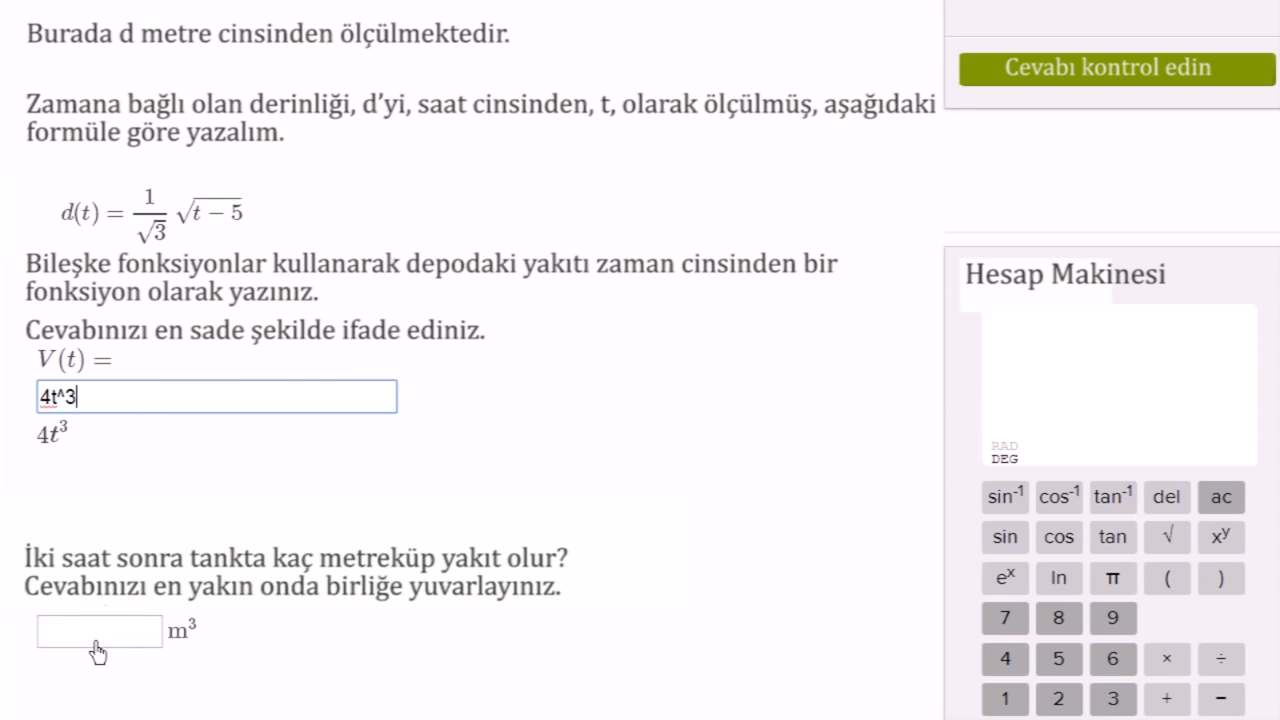 Burada d metre cinsinden ölçülmektedir.
Cevabı kontrol edin
Zamana bağlı olan derinliği, d'yi, saat cinsinden, t, olarak ölçülmüş, aşağıdaki
formüle göre yazalım.
d(t) = 1/√3 √(t − 5)
Bileşke fonksiyonlar kullanarak depodaki yakıtı zaman cinsinden bir
fonksiyon olarak yazınız.
Cevabınızı en sade şekilde ifade ediniz.
V(t) =
4t^3
4t³
İki saat sonra tankta kaç metreküp yakıt olur?
Cevabınızı en yakın onda birliğe yuvarlayınız.
m³
Hesap Makinesi
RAD
DEG
sin⁻¹ cos⁻¹ tan⁻¹ del ac
sin cos tan √ xʸ
eˣ ln π ( )
7 8 9
4 5 6 × ÷
1 2 3 + −